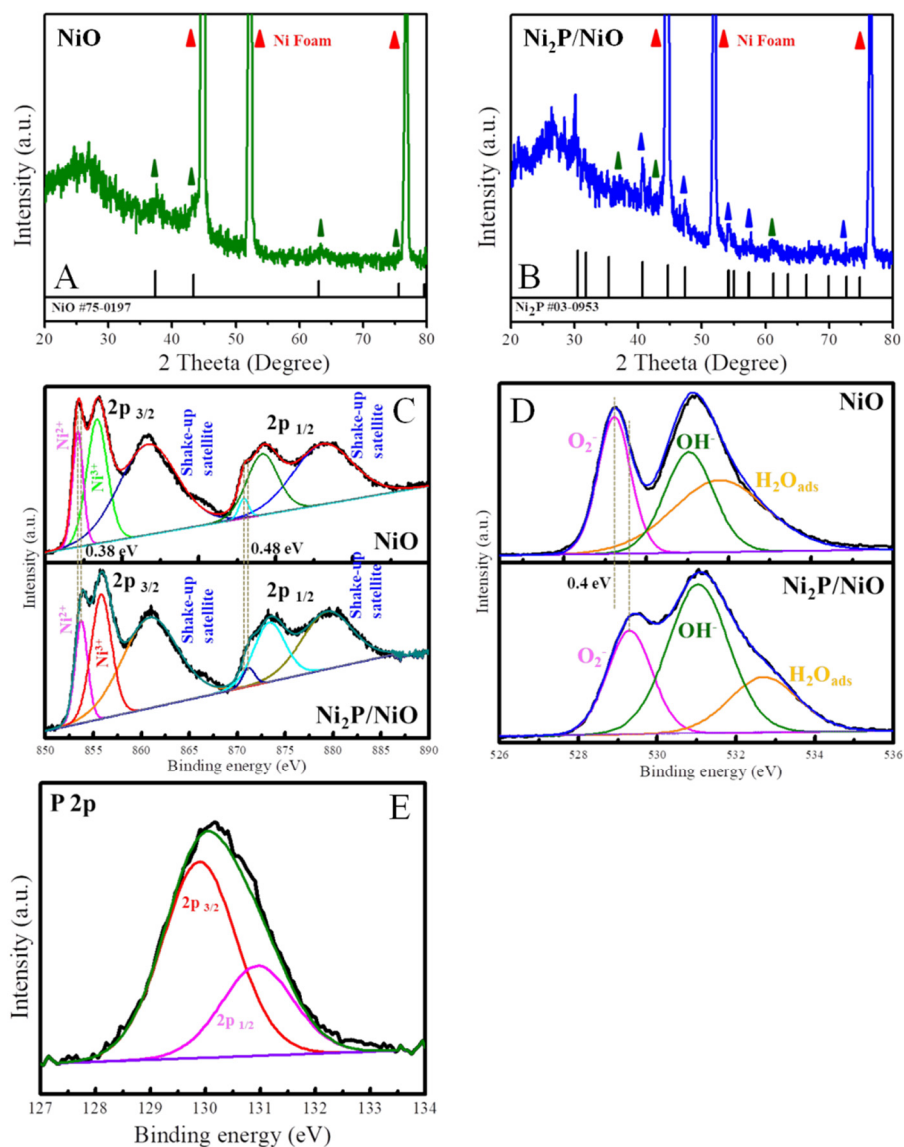 NiO
Ni Foam
Intensity (a.u.)
A
NiO #75-0197
20 30 40 50 60 70 80
2 Theeta (Degree)
Ni₂P/NiO
Ni Foam
Intensity (a.u.)
B
Ni₂P #03-0953
20 30 40 50 60 70 80
2 Theeta (Degree)
C
2p 3/2
Ni²⁺
Ni³⁺
Shake-up
satellite
2p 1/2
Shake-up
satellite
NiO
0.38 eV
0.48 eV
Intensity (a.u.)
2p 3/2
Ni²⁺
Ni³⁺
Shake-up
satellite
2p 1/2
Shake-up
satellite
Ni₂P/NiO
850 855 860 865 870 875 880 885 890
Binding energy (eV)
D
NiO
O₂⁻
OH⁻
H₂Oads
0.4 eV
Intensity (a.u.)
Ni₂P/NiO
O₂⁻
OH⁻
H₂Oads
526 528 530 532 534 536
Binding energy (eV)
P 2p
E
2p 3/2
2p 1/2
Intensity (a.u.)
127 128 129 130 131 132 133 134
Binding energy (eV)